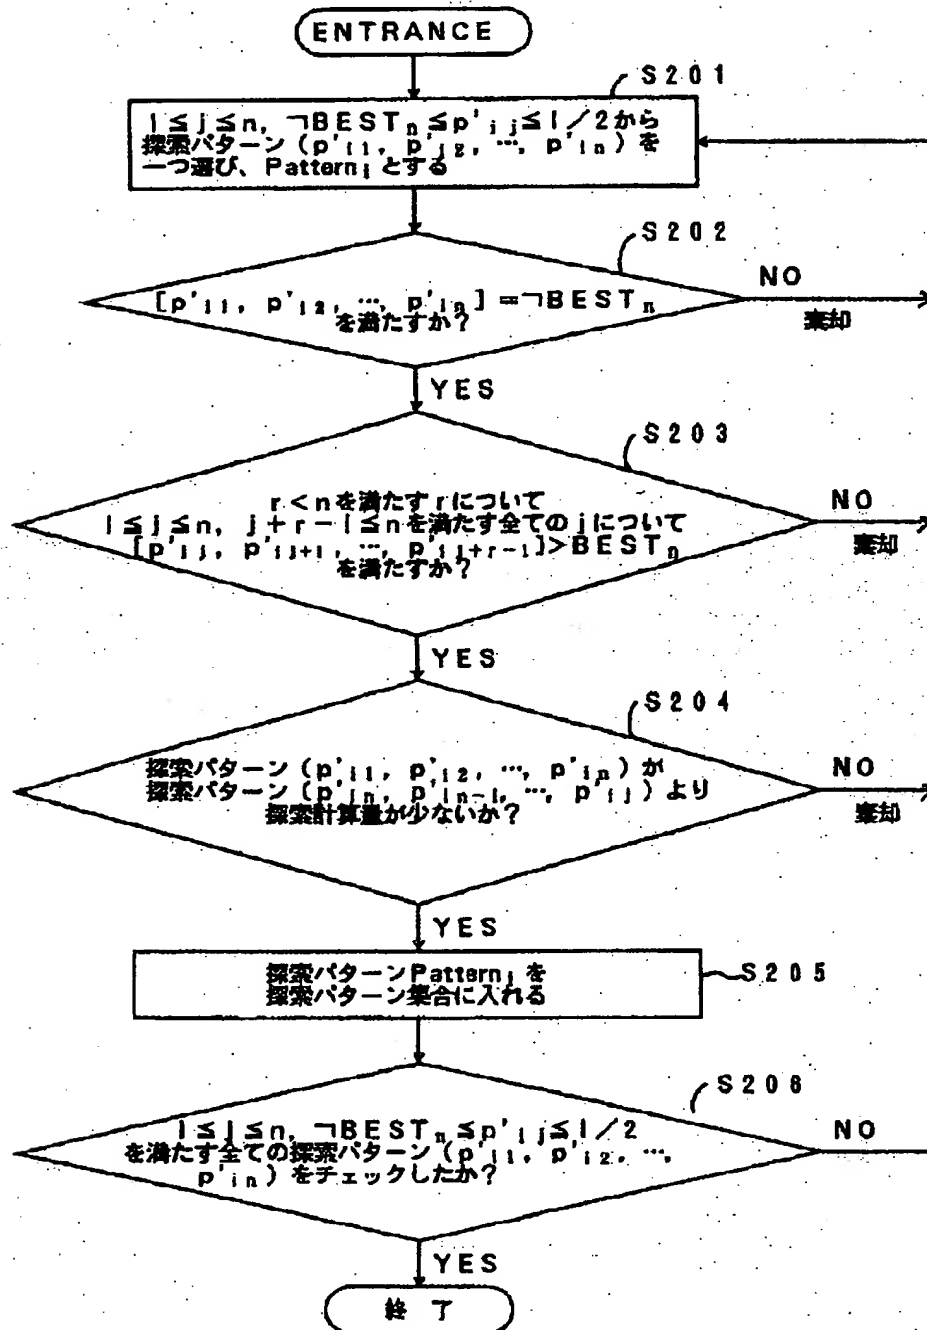 ENTRANCE
S201
1≦j≦n, ¬BESTₙ≦p'ᵢⱼ≦1/2から
探索パターン(p'ᵢ₁, p'ᵢ₂, …, p'ᵢₙ)を
一つ選び、Patternᵢとする
S202
[p'ᵢ₁, p'ᵢ₂, …, p'ᵢₙ]=¬BESTₙ
を満たすか?
NO
棄却
YES
S203
r<nを満たすrについて
1≦j≦n, j+r-1≦nを満たす全てのjについて
[p'ᵢⱼ, p'ᵢⱼ₊₁, …, p'ᵢⱼ₊ᵣ₋₁]>BESTₙ
を満たすか?
NO
棄却
YES
S204
探索パターン(p'ᵢ₁, p'ᵢ₂, …, p'ᵢₙ)が
探索パターン(p'ᵢₙ, p'ᵢₙ₋₁, …, p'ᵢⱼ)より
探索計算量が少ないか?
NO
棄却
YES
探索パターンPatternᵢを
探索パターン集合に入れる
S205
S206
1≦j≦n, ¬BESTₙ≦p'ᵢⱼ≦1/2
を満たす全ての探索パターン(p'ᵢ₁, p'ᵢ₂, …,
p'ᵢₙ)をチェックしたか?
NO
YES
終了